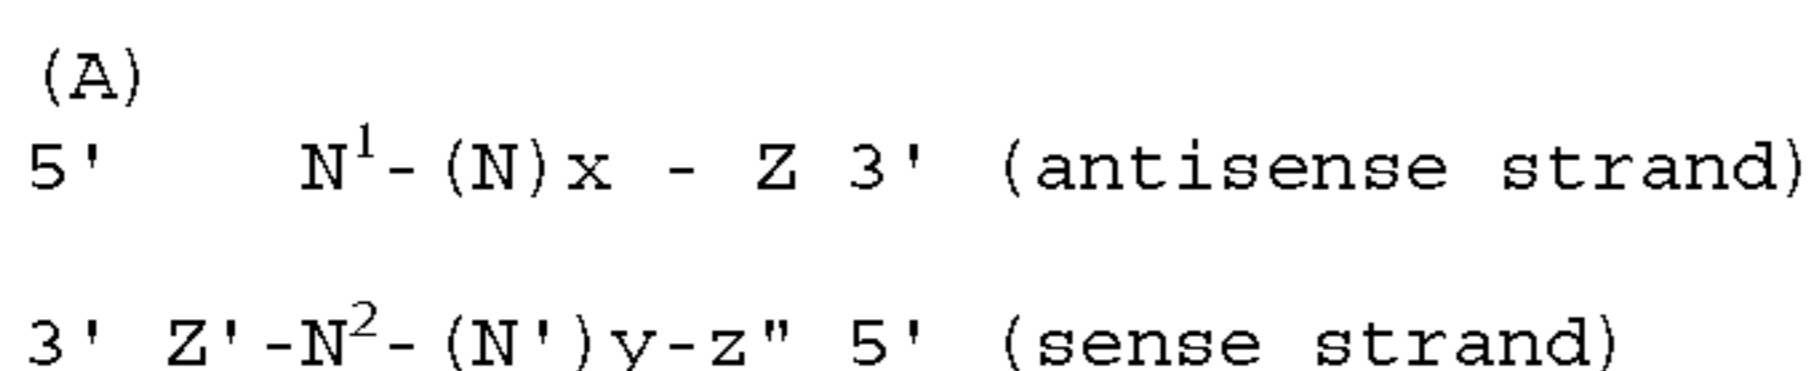 (A)
5' N¹-(N)x - Z 3' (antisense strand)
3' Z'-N²-(N')y-z" 5' (sense strand)